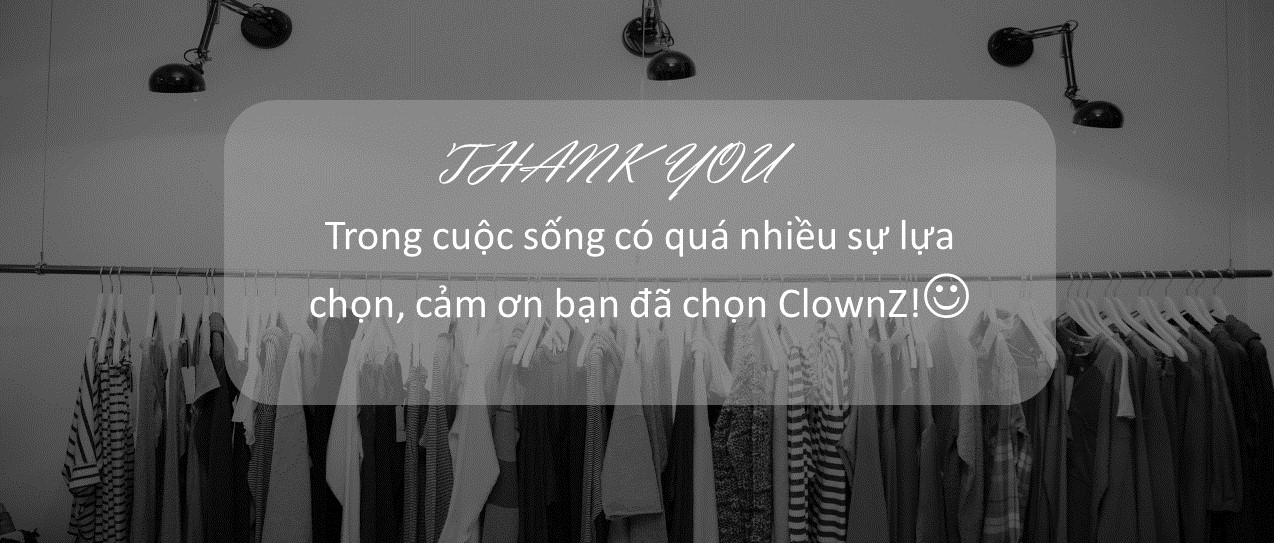 THANK YOU
Trong cuộc sống có quá nhiều sự lựa
chọn, cảm ơn bạn đã chọn ClownZ!☺